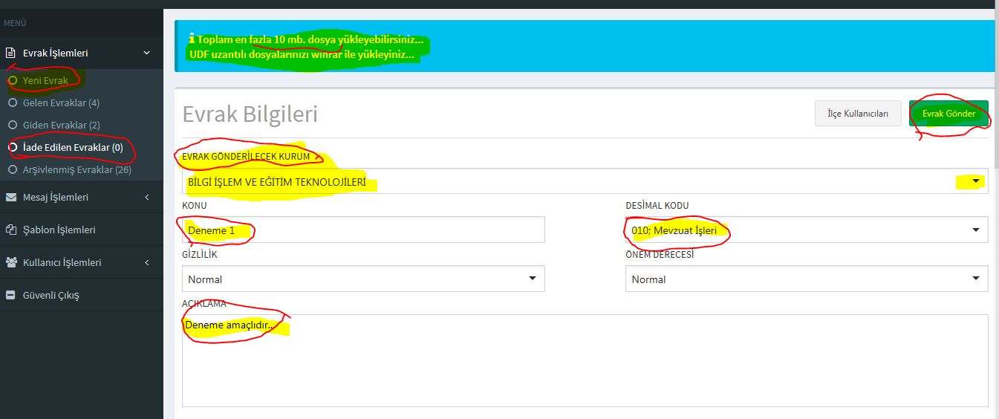 MENÜ
Evrak İşlemleri
Yeni Evrak
Gelen Evraklar (4)
Giden Evraklar (2)
İade Edilen Evraklar (0)
Arşivlenmiş Evraklar (26)
Mesaj İşlemleri
Şablon İşlemleri
Kullanıcı İşlemleri
Güvenli Çıkış
Toplam en fazla 10 mb. dosya yükleyebilirsiniz...
UDF uzantılı dosyalarınızı winrar ile yükleyiniz...
Evrak Bilgileri
İlçe Kullanıcıları
Evrak Gönder
EVRAK GÖNDERİLECEK KURUM
BİLGİ İŞLEM VE EĞİTİM TEKNOLOJİLERİ
KONU
DESİMAL KODU
Deneme 1
010; Mevzuat İşleri
GİZLİLİK
ÖNEM DERECESİ
Normal
Normal
AÇIKLAMA
Deneme amaçlıdır...